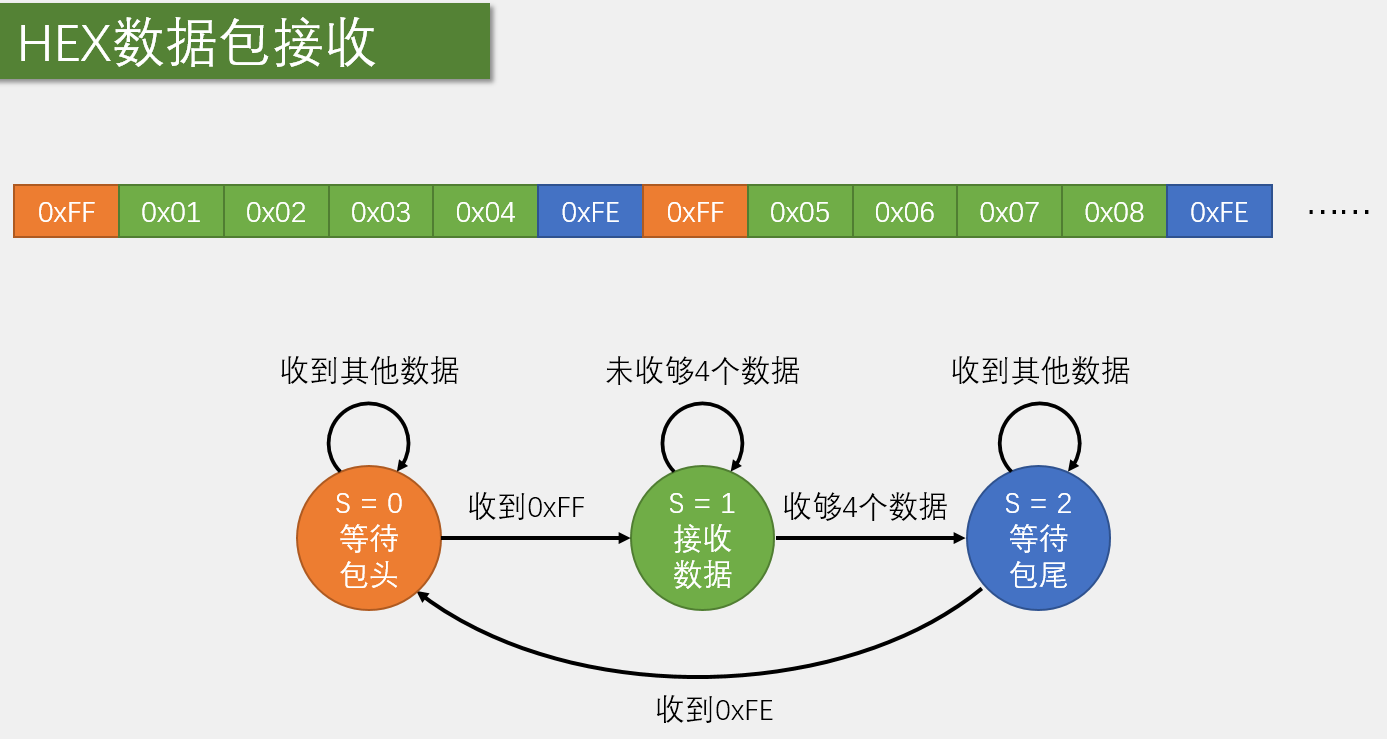 HEX数据包接收
0xFF 0x01 0x02 0x03 0x04 0xFE 0xFF 0x05 0x06 0x07 0x08 0xFE ……
收到其他数据 未收够4个数据 收到其他数据
S = 0
等待
包头
收到0xFF
S = 1
接收
数据
收够4个数据
S = 2
等待
包尾
收到0xFE